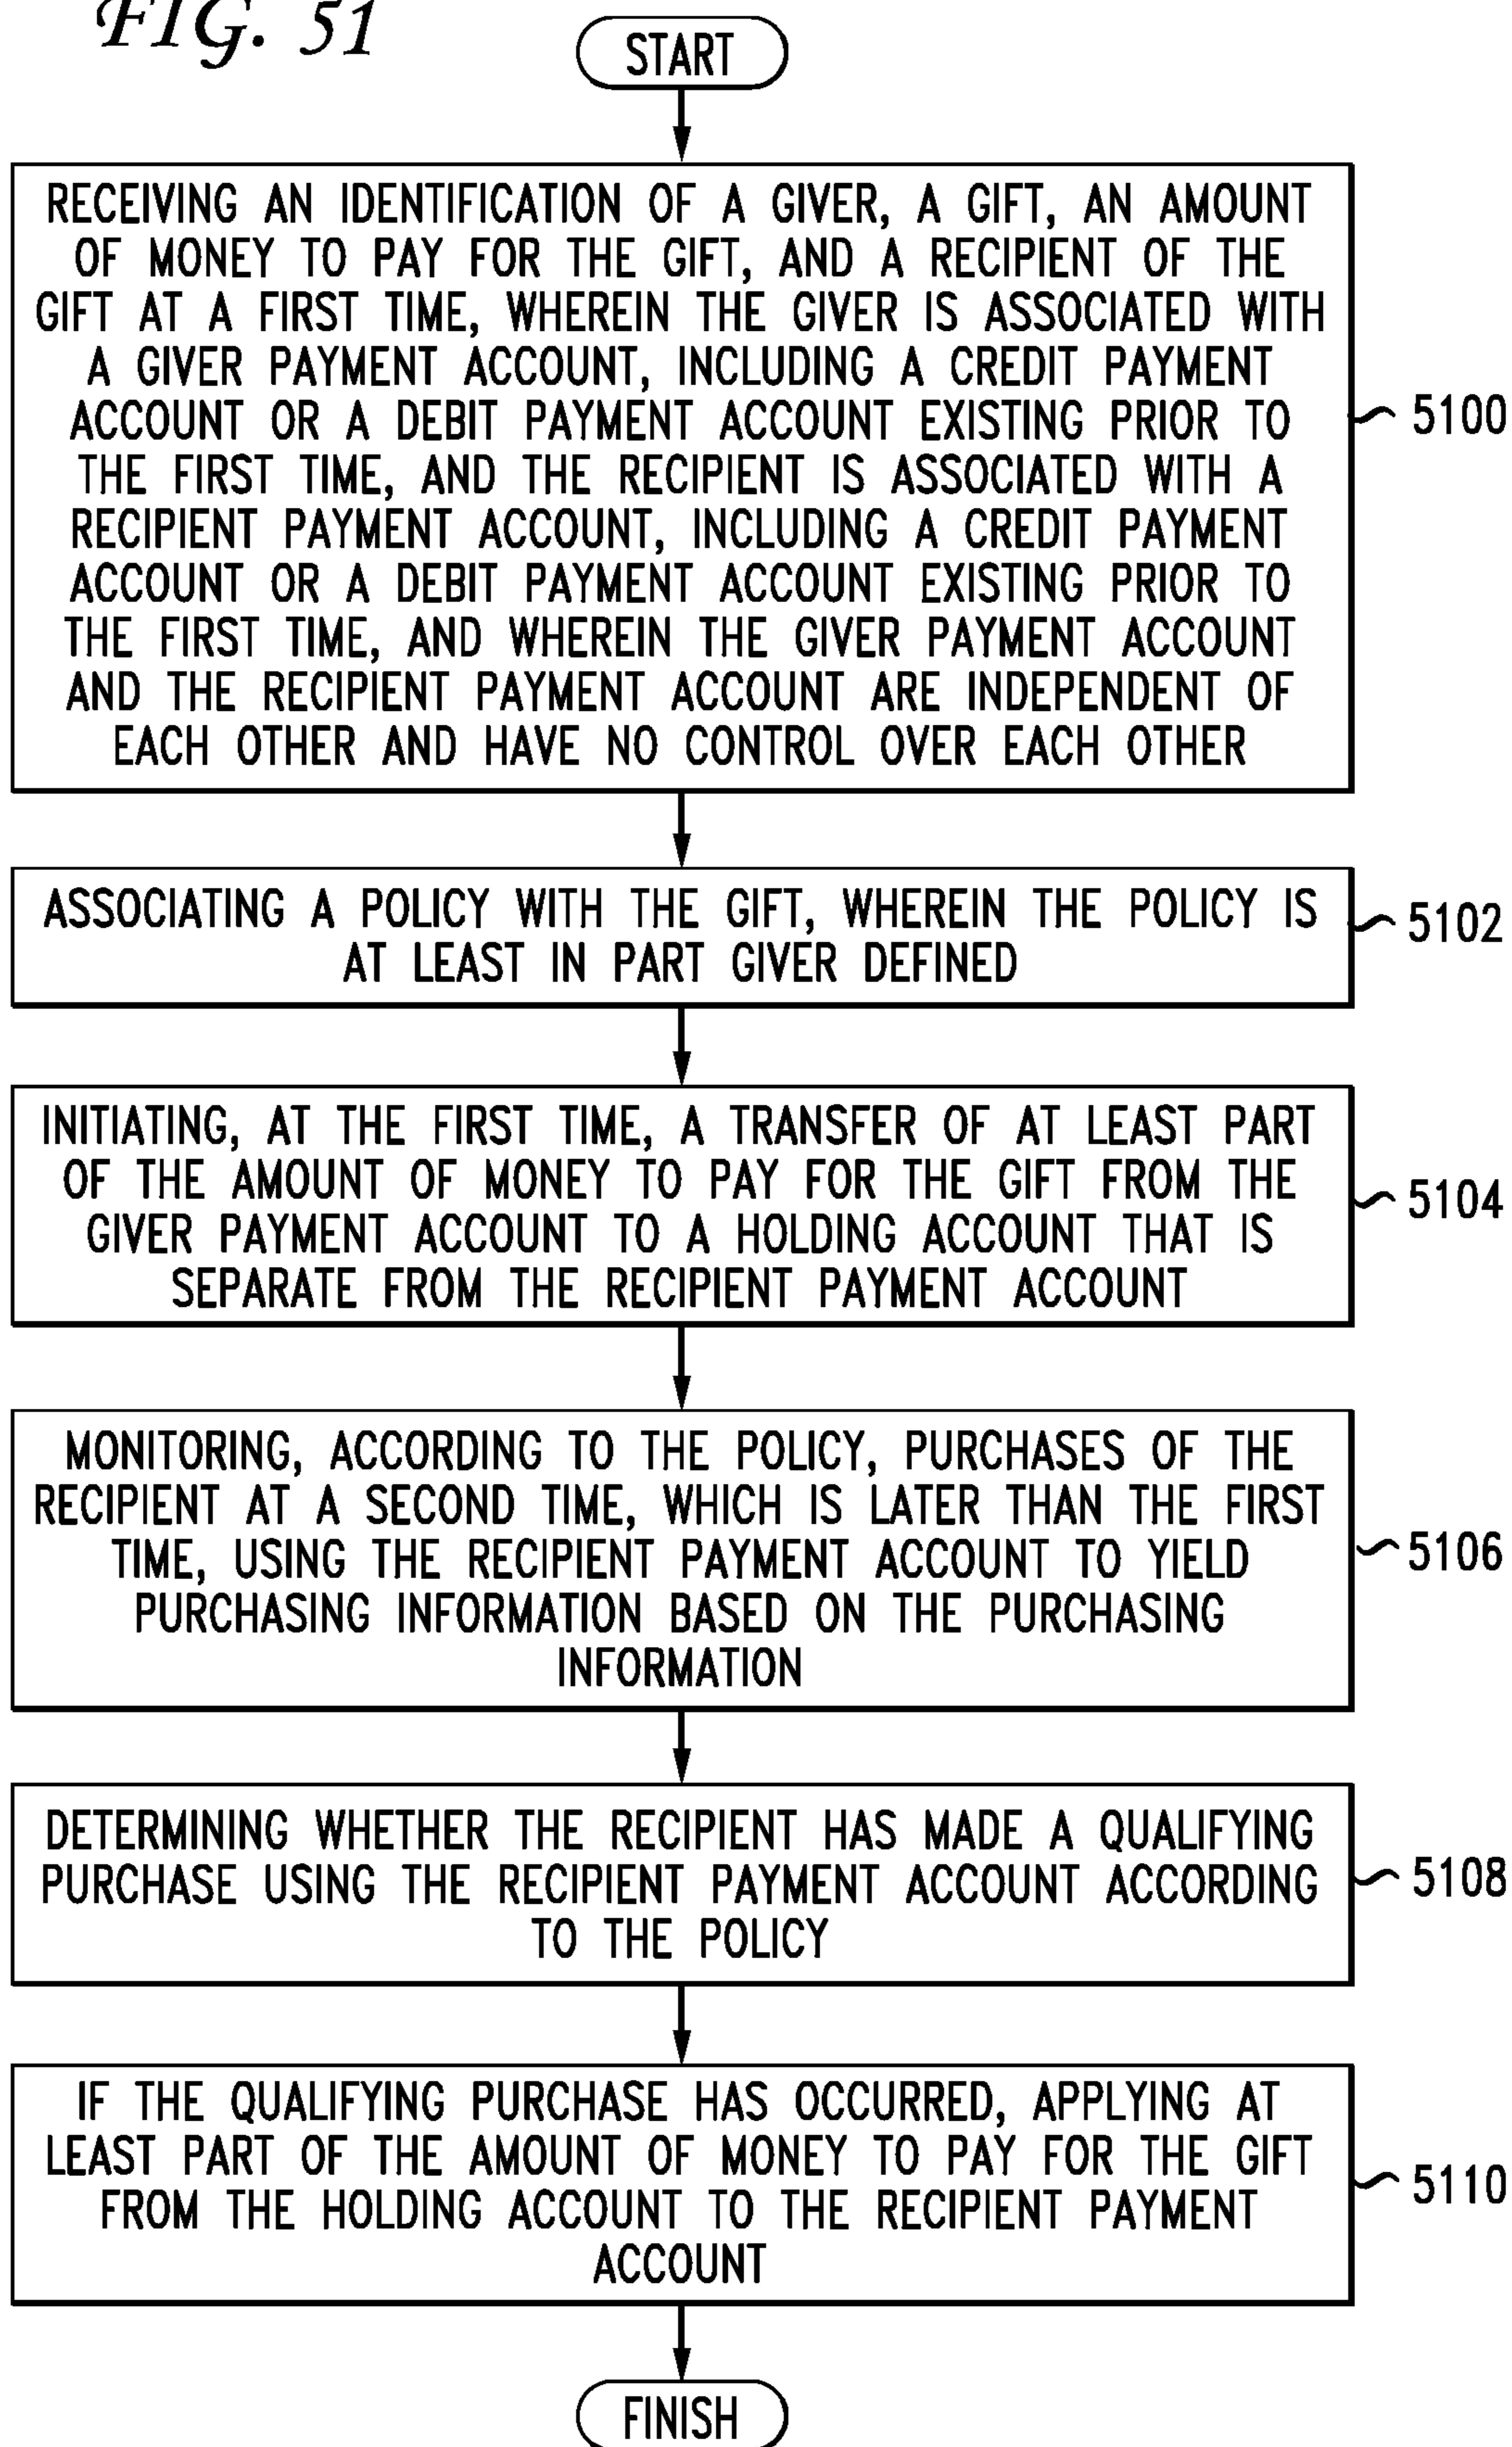 FIG. 51
START
RECEIVING AN IDENTIFICATION OF A GIVER, A GIFT, AN AMOUNT
OF MONEY TO PAY FOR THE GIFT, AND A RECIPIENT OF THE
GIFT AT A FIRST TIME, WHEREIN THE GIVER IS ASSOCIATED WITH
A GIVER PAYMENT ACCOUNT, INCLUDING A CREDIT PAYMENT
ACCOUNT OR A DEBIT PAYMENT ACCOUNT EXISTING PRIOR TO
THE FIRST TIME, AND THE RECIPIENT IS ASSOCIATED WITH A
RECIPIENT PAYMENT ACCOUNT, INCLUDING A CREDIT PAYMENT
ACCOUNT OR A DEBIT PAYMENT ACCOUNT EXISTING PRIOR TO
THE FIRST TIME, AND WHEREIN THE GIVER PAYMENT ACCOUNT
AND THE RECIPIENT PAYMENT ACCOUNT ARE INDEPENDENT OF
EACH OTHER AND HAVE NO CONTROL OVER EACH OTHER
5100
ASSOCIATING A POLICY WITH THE GIFT, WHEREIN THE POLICY IS
AT LEAST IN PART GIVER DEFINED
5102
INITIATING, AT THE FIRST TIME, A TRANSFER OF AT LEAST PART
OF THE AMOUNT OF MONEY TO PAY FOR THE GIFT FROM THE
GIVER PAYMENT ACCOUNT TO A HOLDING ACCOUNT THAT IS
SEPARATE FROM THE RECIPIENT PAYMENT ACCOUNT
5104
MONITORING, ACCORDING TO THE POLICY, PURCHASES OF THE
RECIPIENT AT A SECOND TIME, WHICH IS LATER THAN THE FIRST
TIME, USING THE RECIPIENT PAYMENT ACCOUNT TO YIELD
PURCHASING INFORMATION BASED ON THE PURCHASING
INFORMATION
5106
DETERMINING WHETHER THE RECIPIENT HAS MADE A QUALIFYING
PURCHASE USING THE RECIPIENT PAYMENT ACCOUNT ACCORDING
TO THE POLICY
5108
IF THE QUALIFYING PURCHASE HAS OCCURRED, APPLYING AT
LEAST PART OF THE AMOUNT OF MONEY TO PAY FOR THE GIFT
FROM THE HOLDING ACCOUNT TO THE RECIPIENT PAYMENT
ACCOUNT
5110
FINISH